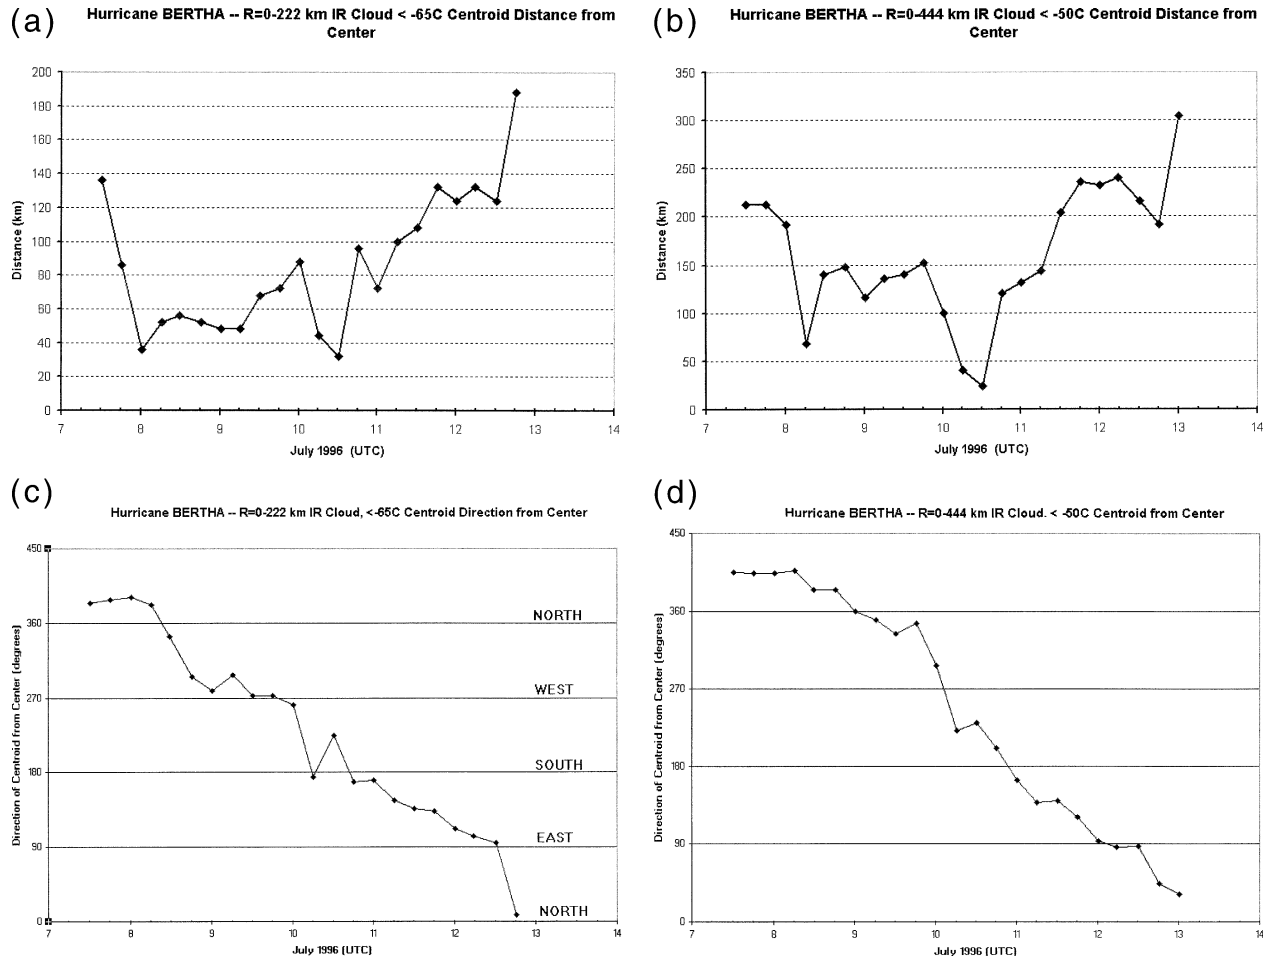 (a)
Hurricane BERTHA -- R=0-222 km IR Cloud < -65C Centroid Distance from
Center
200
180
160
140
120
100
80
60
40
20
0
Distance (km)
7 8 9 10 11 12 13 14
July 1996 (UTC)
(b)
Hurricane BERTHA -- R=0-444 km IR Cloud < -50C Centroid Distance from
Center
350
300
250
200
150
100
50
0
Distance (km)
7 8 9 10 11 12 13 14
July 1996 (UTC)
(c)
Hurricane BERTHA -- R=0-222 km IR Cloud, <-65C Centroid Direction from Center
450
360
270
180
90
0
Direction of Centroid from Center (degrees)
NORTH
WEST
SOUTH
EAST
NORTH
7 8 9 10 11 12 13 14
July 1996 (UTC)
(d)
Hurricane BERTHA -- R=0-444 km IR Cloud. < -50C Centroid from Center
450
360
270
180
90
0
Direction of Centroid from Center (degrees)
7 8 9 10 11 12 13 14
July 1996 (UTC)